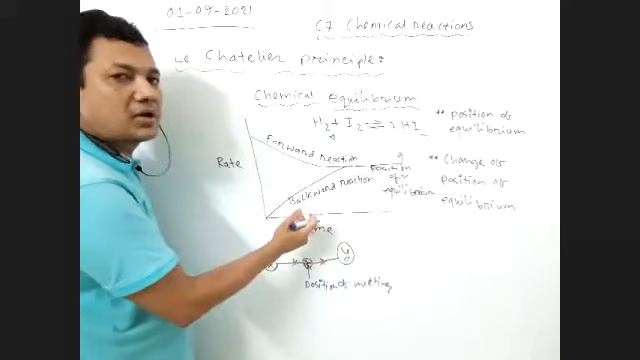 01-09-2021
C7 Chemical reactions
Le Chatelier principle:
Chemical equilibrium
H2 + I2 ⇌ 2HI
** position of
equilibrium
Forward reaction
Rate
Backward reaction
position
of
equilibrium
** Change of
position of
equilibrium
y
position of meeting